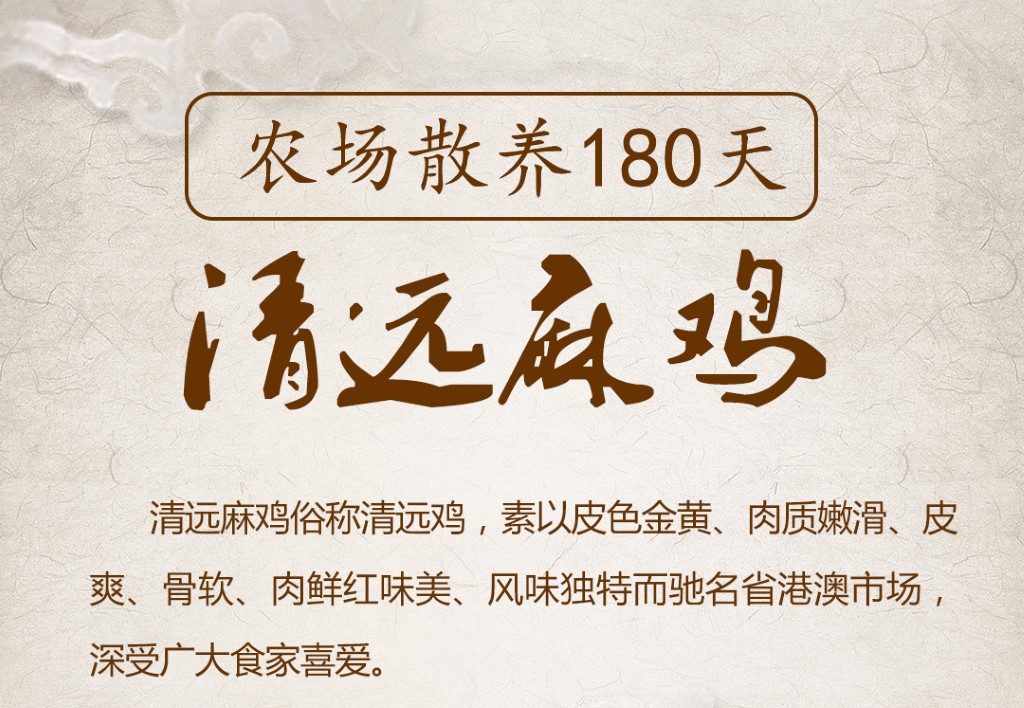 农场散养180天
清远麻鸡
清远麻鸡俗称清远鸡，素以皮色金黄、肉质嫩滑、皮
爽、骨软、肉鲜红味美、风味独特而驰名省港澳市场，
深受广大食家喜爱。